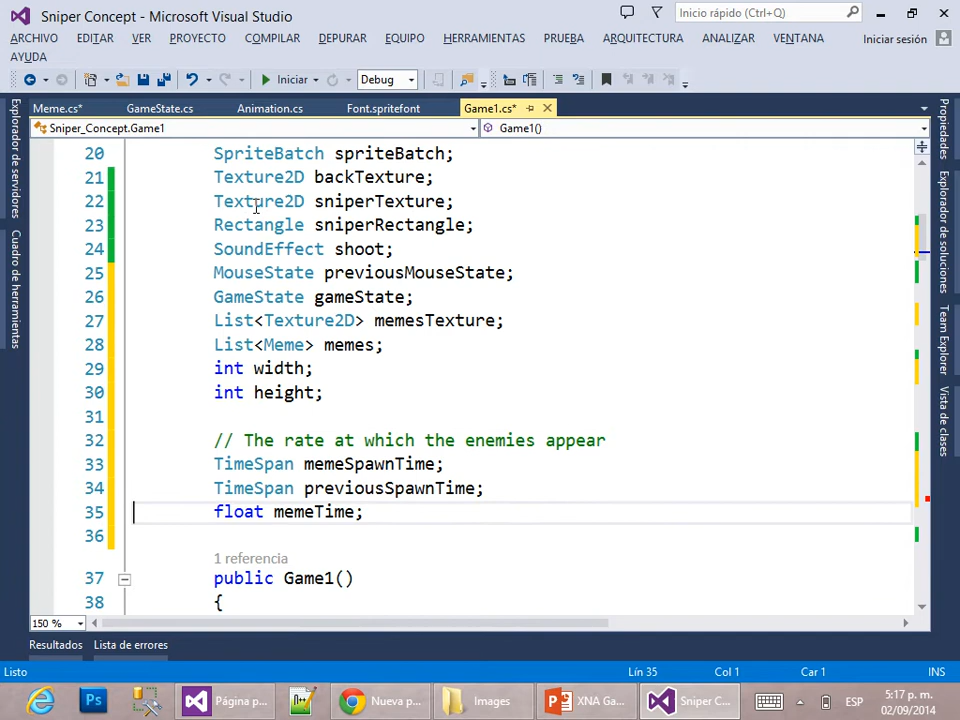 Sniper Concept - Microsoft Visual Studio
Inicio rápido (Ctrl+Q)
ARCHIVO EDITAR VER PROYECTO COMPILAR DEPURAR EQUIPO HERRAMIENTAS PRUEBA ARQUITECTURA ANALIZAR VENTANA Iniciar sesión
AYUDA
Iniciar Debug
Meme.cs* GameState.cs Animation.cs Font.spritefont Game1.cs*
Sniper_Concept.Game1 Game1()
Explorador de servidores
Cuadro de herramientas
20 SpriteBatch spriteBatch;
21 Texture2D backTexture;
22 Texture2D sniperTexture;
23 Rectangle sniperRectangle;
24 SoundEffect shoot;
25 MouseState previousMouseState;
26 GameState gameState;
27 List<Texture2D> memesTexture;
28 List<Meme> memes;
29 int width;
30 int height;
31
32 // The rate at which the enemies appear
33 TimeSpan memeSpawnTime;
34 TimeSpan previousSpawnTime;
35 float memeTime;
36
1 referencia
37 public Game1()
38 {
Propiedades
Explorador de soluciones
Team Explorer
Vista de clases
150 %
Resultados Lista de errores
Listo Lín 35 Col 1 Car 1 INS
Ps Página p... Nueva p... Images XNA Ga... Sniper C... ESP 5:17 p. m.
02/09/2014